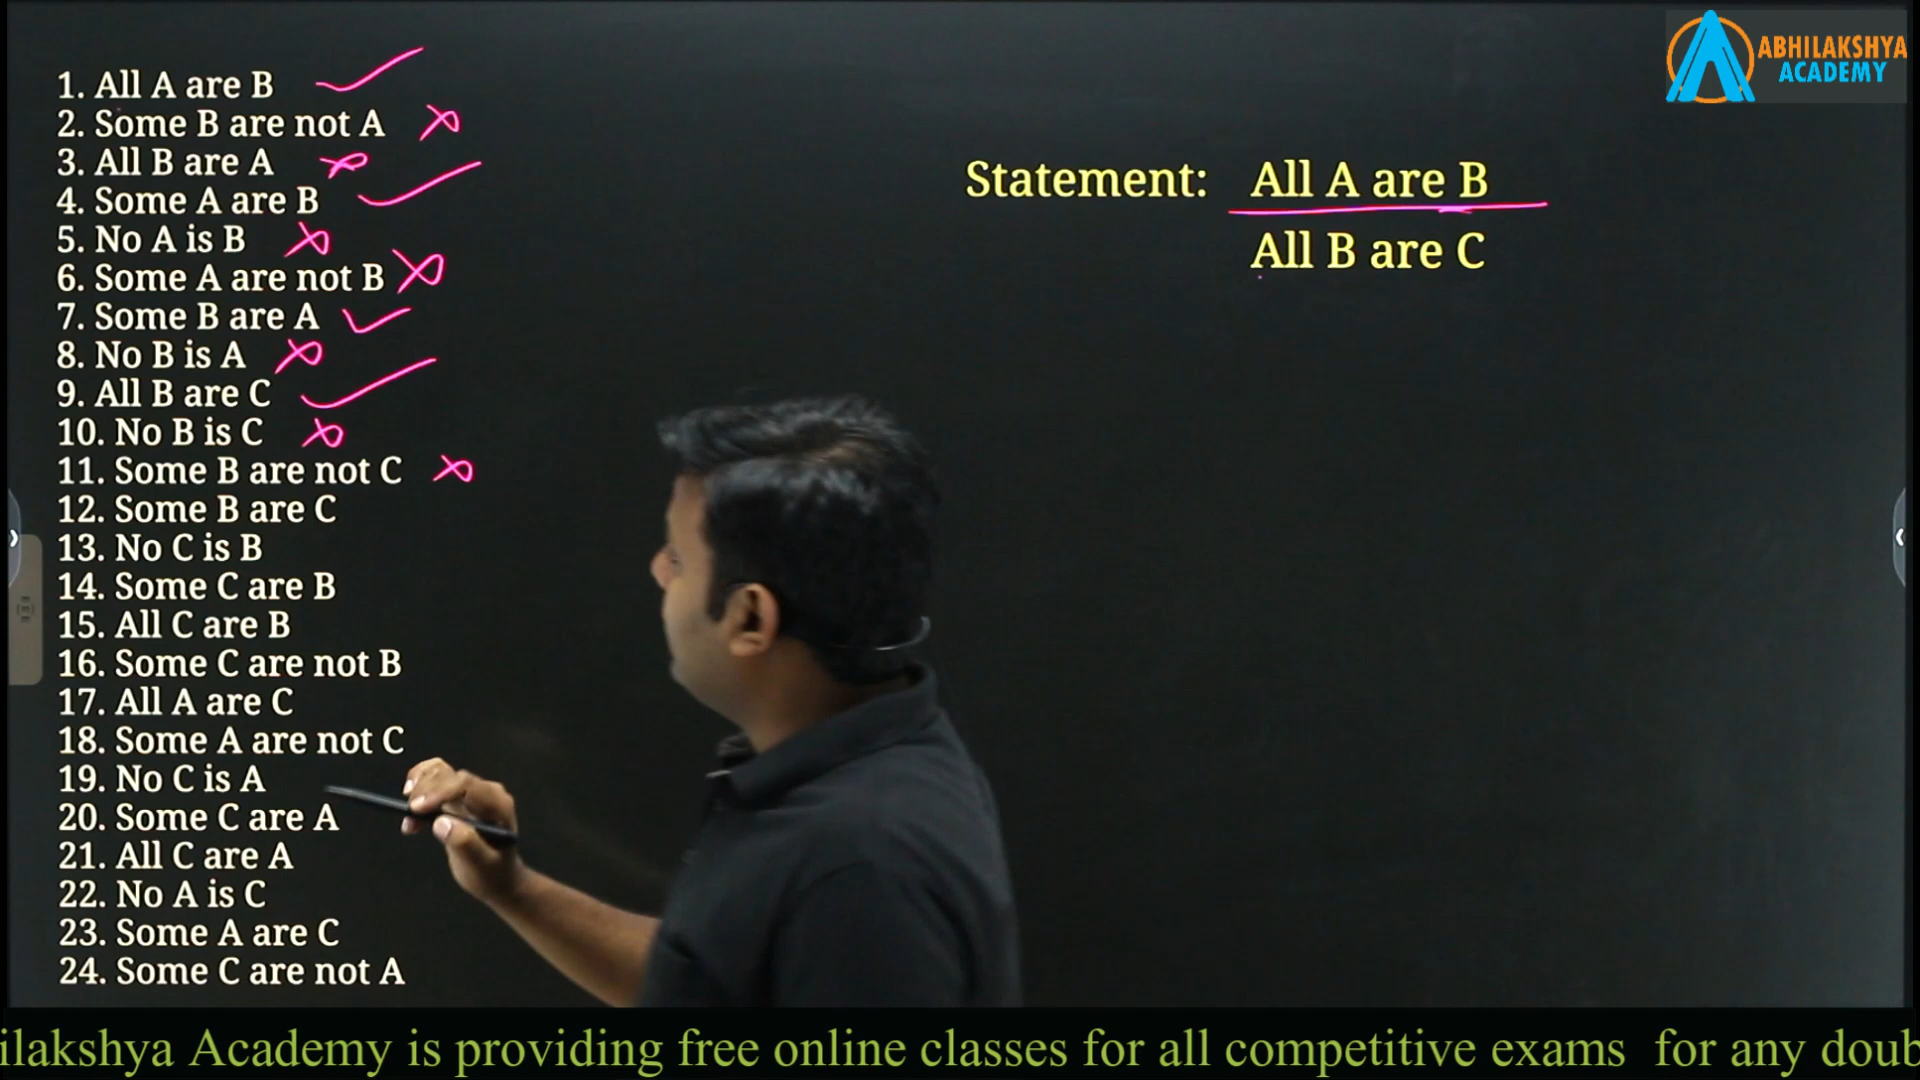 ABHILAKSHYA
ACADEMY
1. All A are B
2. Some B are not A
3. All B are A
4. Some A are B
5. No A is B
6. Some A are not B
7. Some B are A
8. No B is A
9. All B are C
10. No B is C
11. Some B are not C
12. Some B are C
13. No C is B
14. Some C are B
15. All C are B
16. Some C are not B
17. All A are C
18. Some A are not C
19. No C is A
20. Some C are A
21. All C are A
22. No A is C
23. Some A are C
24. Some C are not A
Statement: All A are B
All B are C
ilakshya Academy is providing free online classes for all competitive exams for any doub